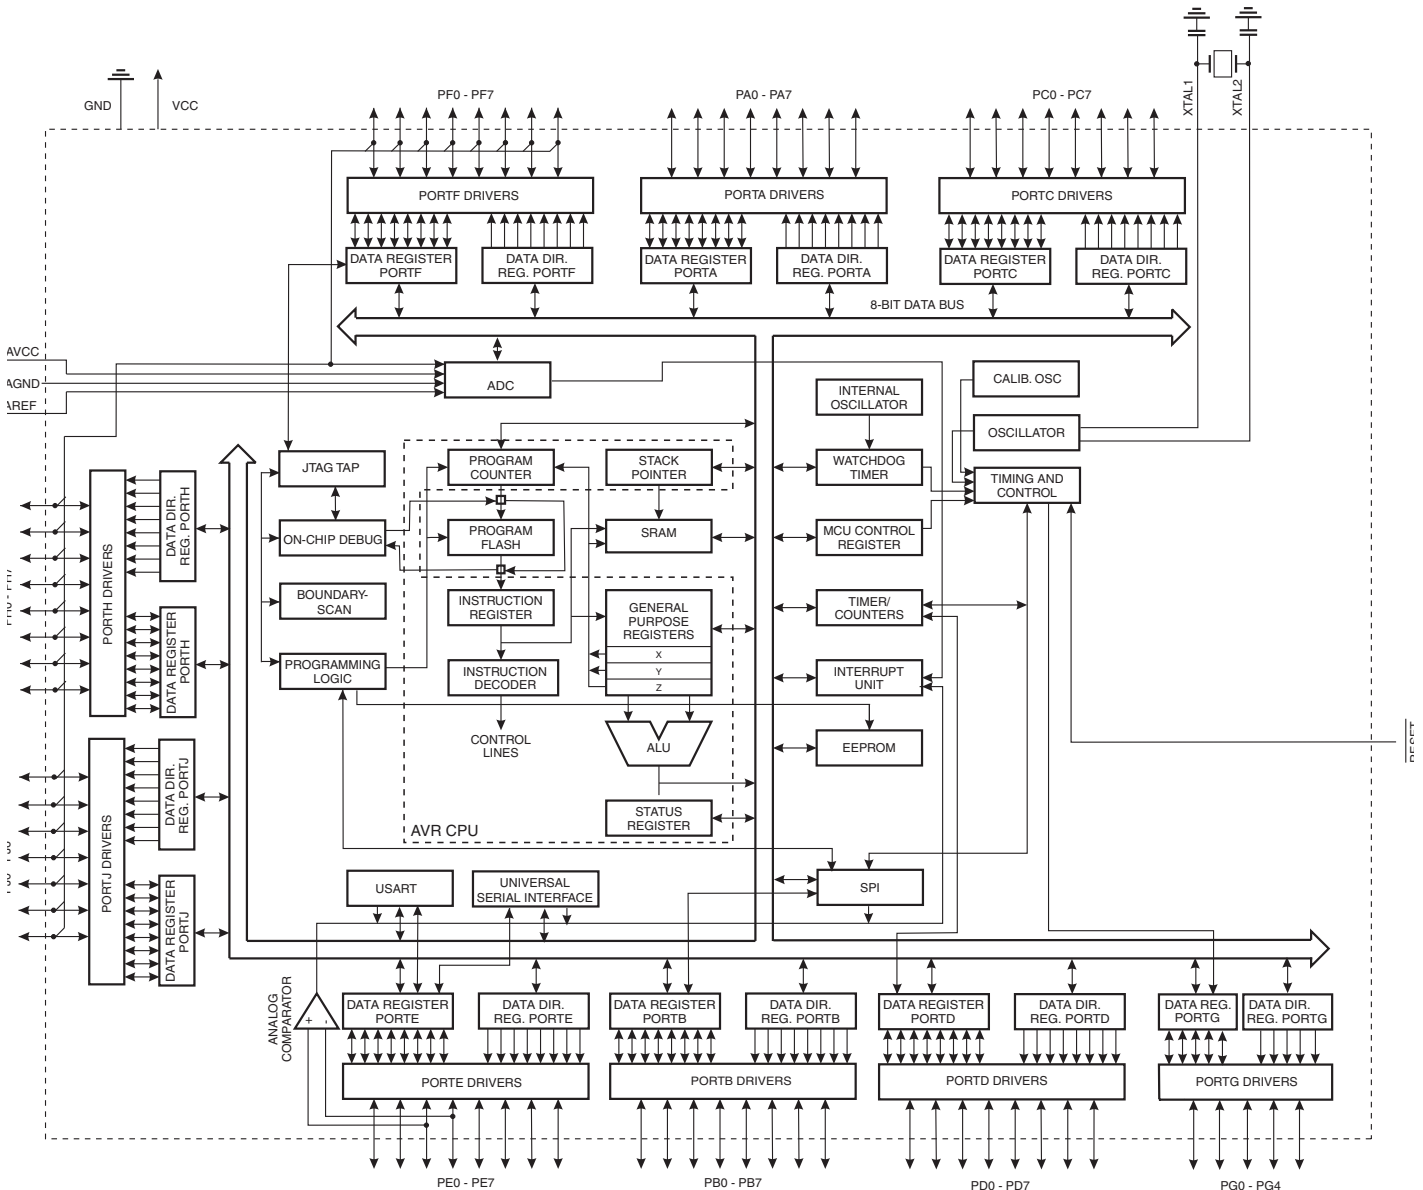 XTAL1
XTAL2
GND
VCC
PF0 - PF7
PA0 - PA7
PC0 - PC7
PORTF DRIVERS
PORTA DRIVERS
PORTC DRIVERS
DATA REGISTER
PORTF
DATA DIR.
REG. PORTF
DATA REGISTER
PORTA
DATA DIR.
REG. PORTA
DATA REGISTER
PORTC
DATA DIR.
REG. PORTC
8-BIT DATA BUS
AVCC
AGND
AREF
ADC
CALIB. OSC
INTERNAL
OSCILLATOR
OSCILLATOR
JTAG TAP
PROGRAM
COUNTER
STACK
POINTER
WATCHDOG
TIMER
TIMING AND
CONTROL
ON-CHIP DEBUG
PROGRAM
FLASH
SRAM
MCU CONTROL
REGISTER
BOUNDARY-
SCAN
INSTRUCTION
REGISTER
GENERAL
PURPOSE
REGISTERS
X
Y
Z
TIMER/
COUNTERS
PROGRAMMING
LOGIC
INSTRUCTION
DECODER
INTERRUPT
UNIT
CONTROL
LINES
ALU
EEPROM
RESET
STATUS
REGISTER
AVR CPU
PORTH DRIVERS
DATA DIR.
REG. PORTH
DATA REGISTER
PORTH
PORTJ DRIVERS
DATA DIR.
REG. PORTJ
DATA REGISTER
PORTJ
USART
UNIVERSAL
SERIAL INTERFACE
SPI
ANALOG
COMPARATOR
+
-
DATA REGISTER
PORTE
DATA DIR.
REG. PORTE
DATA REGISTER
PORTB
DATA DIR.
REG. PORTB
DATA REGISTER
PORTD
DATA DIR.
REG. PORTD
DATA REG.
PORTG
DATA DIR.
REG. PORTG
PORTE DRIVERS
PORTB DRIVERS
PORTD DRIVERS
PORTG DRIVERS
PE0 - PE7
PB0 - PB7
PD0 - PD7
PG0 - PG4